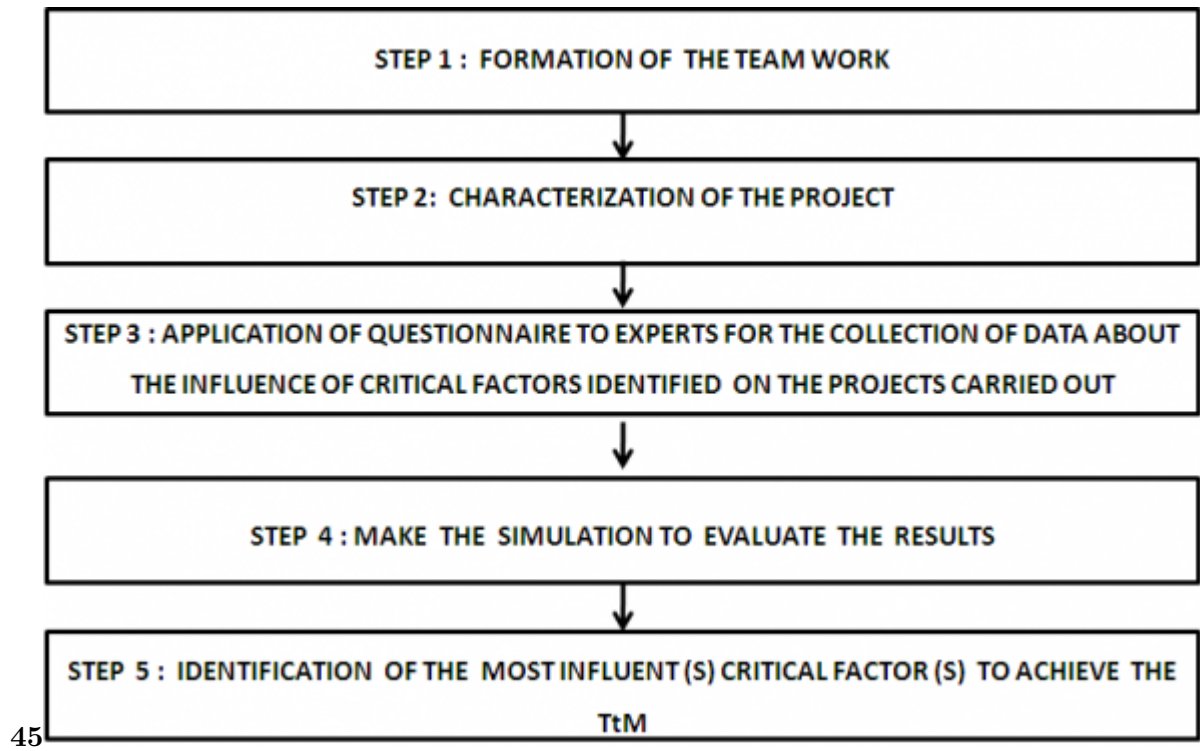 STEP 1 : FORMATION OF THE TEAM WORK
STEP 2: CHARACTERIZATION OF THE PROJECT
STEP 3 : APPLICATION OF QUESTIONNAIRE TO EXPERTS FOR THE COLLECTION OF DATA ABOUT
THE INFLUENCE OF CRITICAL FACTORS IDENTIFIED ON THE PROJECTS CARRIED OUT
STEP 4 : MAKE THE SIMULATION TO EVALUATE THE RESULTS
STEP 5 : IDENTIFICATION OF THE MOST INFLUENT (S) CRITICAL FACTOR (S) TO ACHIEVE THE
TtM
45